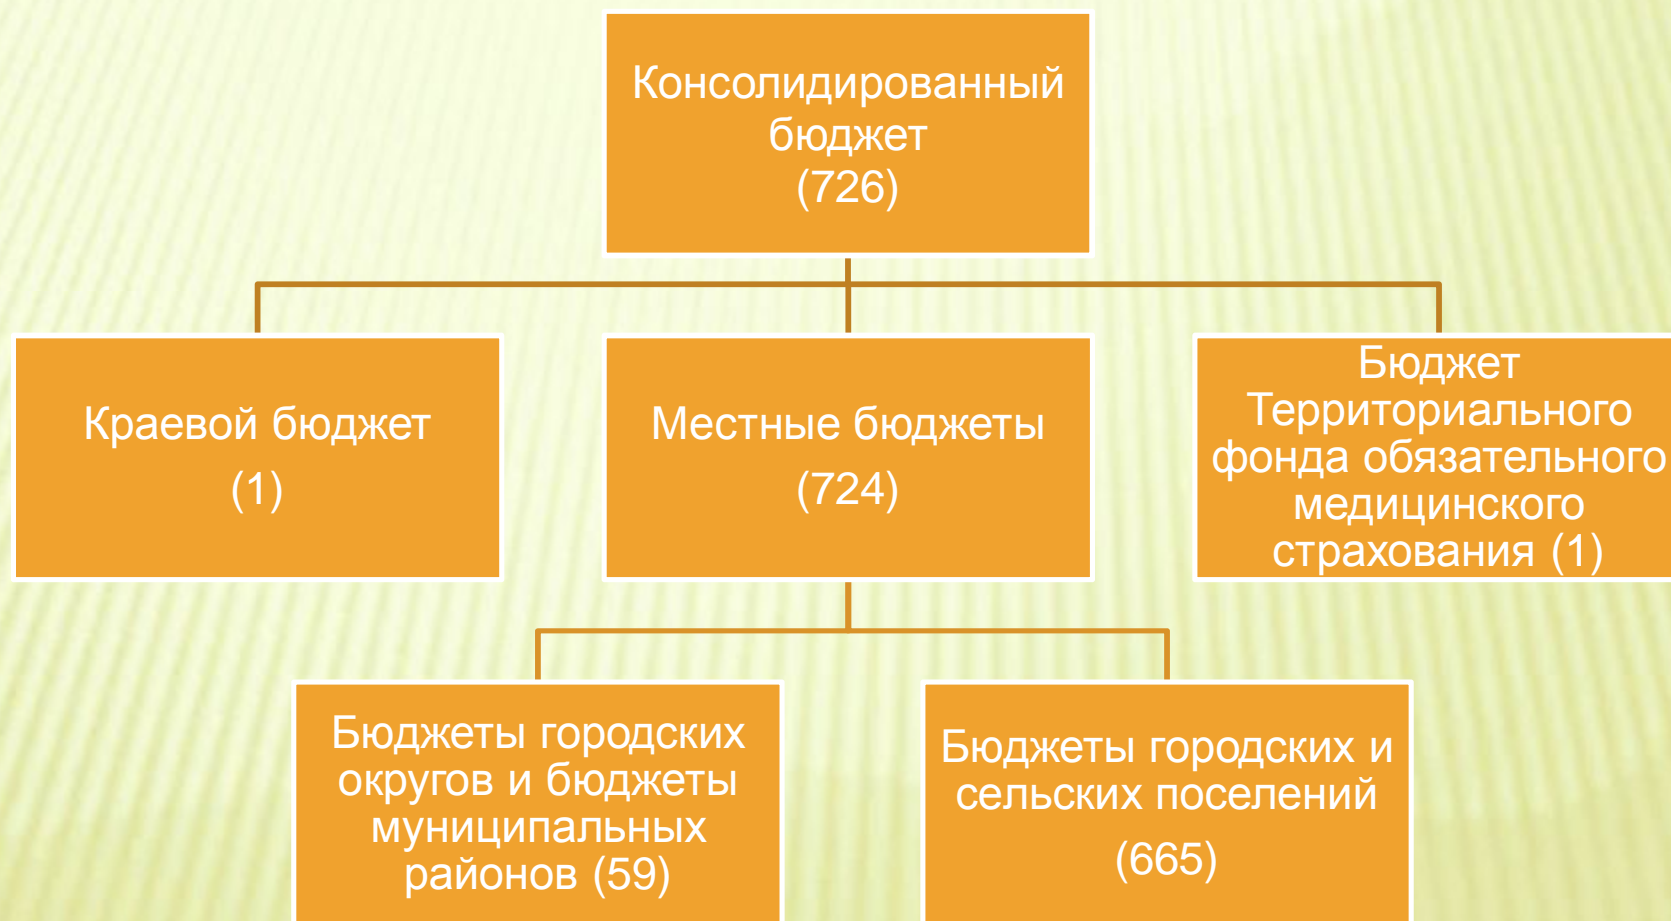 Консолидированный
бюджет
(726)
Краевой бюджет
(1)
Местные бюджеты
(724)
Бюджет
Территориального
фонда обязательного
медицинского
страхования (1)
Бюджеты городских
округов и бюджеты
муниципальных
районов (59)
Бюджеты городских и
сельских поселений
(665)